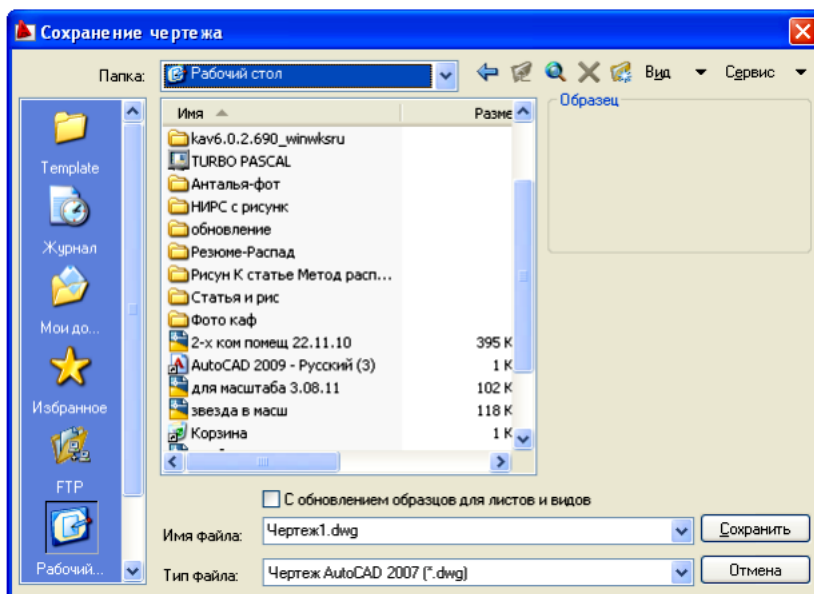 Сохранение чертежа
Папка: Рабочий стол Вид Сервис
Имя Разме
Образец
kav6.0.2.690_winwksru
TURBO PASCAL
Анталья-фот
НИРС с рисунк
обновление
Резюме-Распад
Рисун К статье Метод расп...
Статья и рис
Фото каф
2-х ком помещ 22.11.10 395 К
AutoCAD 2009 - Русский (3) 1 К
для масштаба 3.08.11 102 К
звезда в масш 118 К
Корзина 1 К
Template
Журнал
Мои до...
Избранное
FTP
Рабочий...
С обновлением образцов для листов и видов
Имя файла: Чертеж1.dwg Сохранить
Тип файла: Чертеж AutoCAD 2007 (*.dwg) Отмена